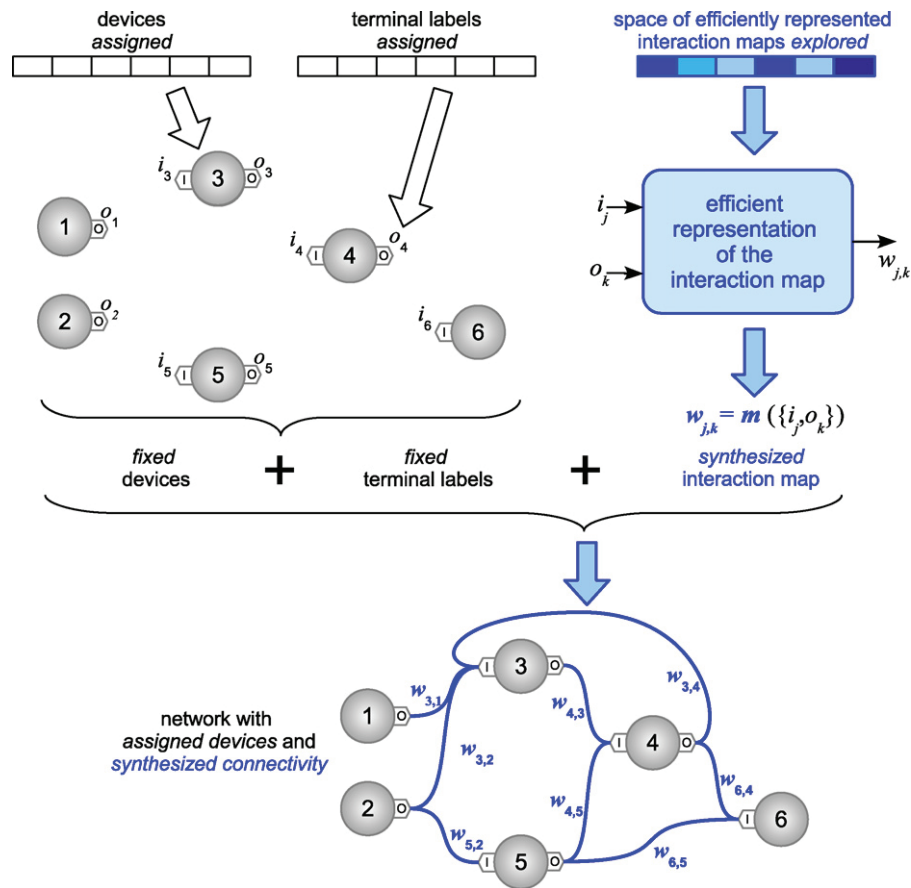 devices
assigned
terminal labels
assigned
space of efficiently represented
interaction maps explored
i3 I 3 O o3
1 O o1
i4 I 4 O o4
2 O o2
i6 I 6
i5 I 5 O o5
ij
ok
efficient
representation
of the
interaction map
wj,k
wj,k = m ({ij,ok})
fixed
devices
+
fixed
terminal labels
+
synthesized
interaction map
network with
assigned devices and
synthesized connectivity
I 3 O
w3,1
w3,4
1 O
w4,3
I 4 O
w3,2
2 O
w4,5
w6,4
I 6
w5,2
I 5 O
w6,5